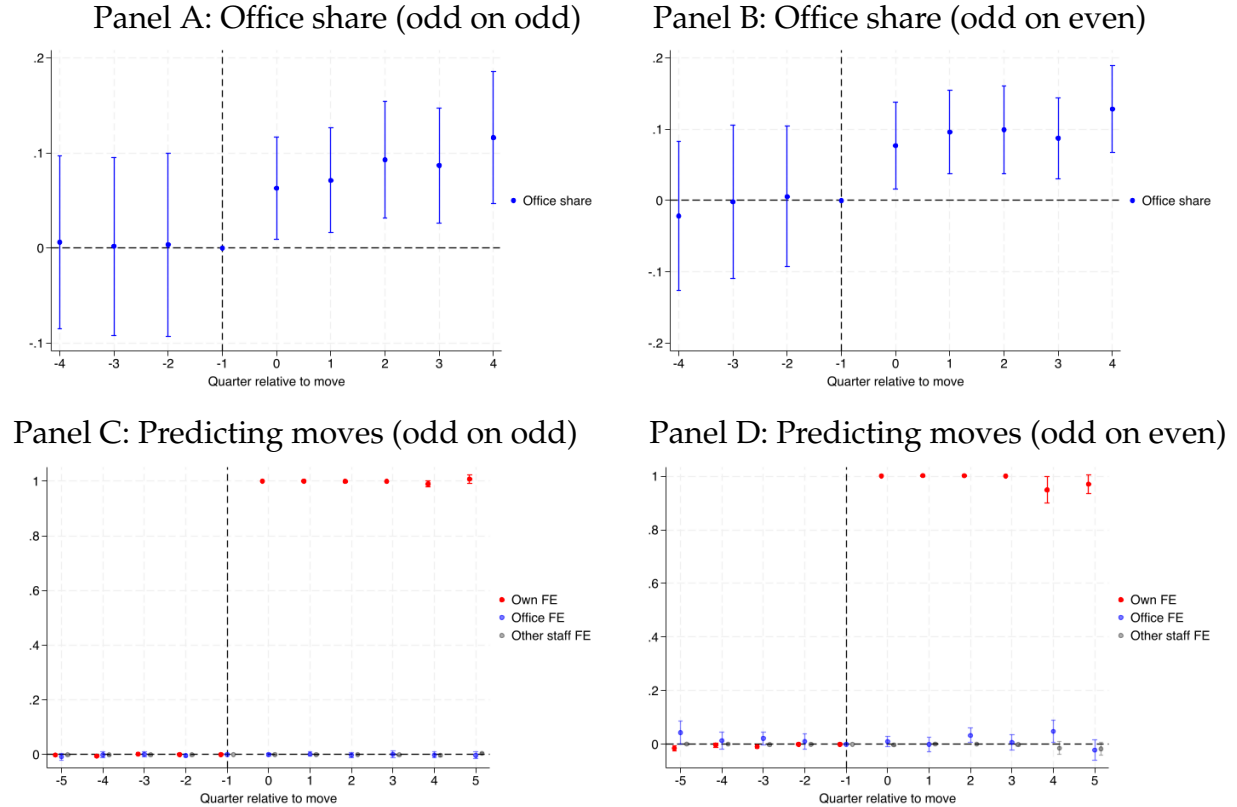 Panel A: Office share (odd on odd)
.2
.1
0
-.1
-4 -3 -2 -1 0 1 2 3 4
Quarter relative to move
Office share
Panel B: Office share (odd on even)
.2
.1
0
-.1
-.2
-4 -3 -2 -1 0 1 2 3 4
Quarter relative to move
Office share
Panel C: Predicting moves (odd on odd)
1
.8
.6
.4
.2
0
-5 -4 -3 -2 -1 0 1 2 3 4 5
Quarter relative to move
Own FE
Office FE
Other staff FE
Panel D: Predicting moves (odd on even)
1
.8
.6
.4
.2
0
-5 -4 -3 -2 -1 0 1 2 3 4 5
Quarter relative to move
Own FE
Office FE
Other staff FE